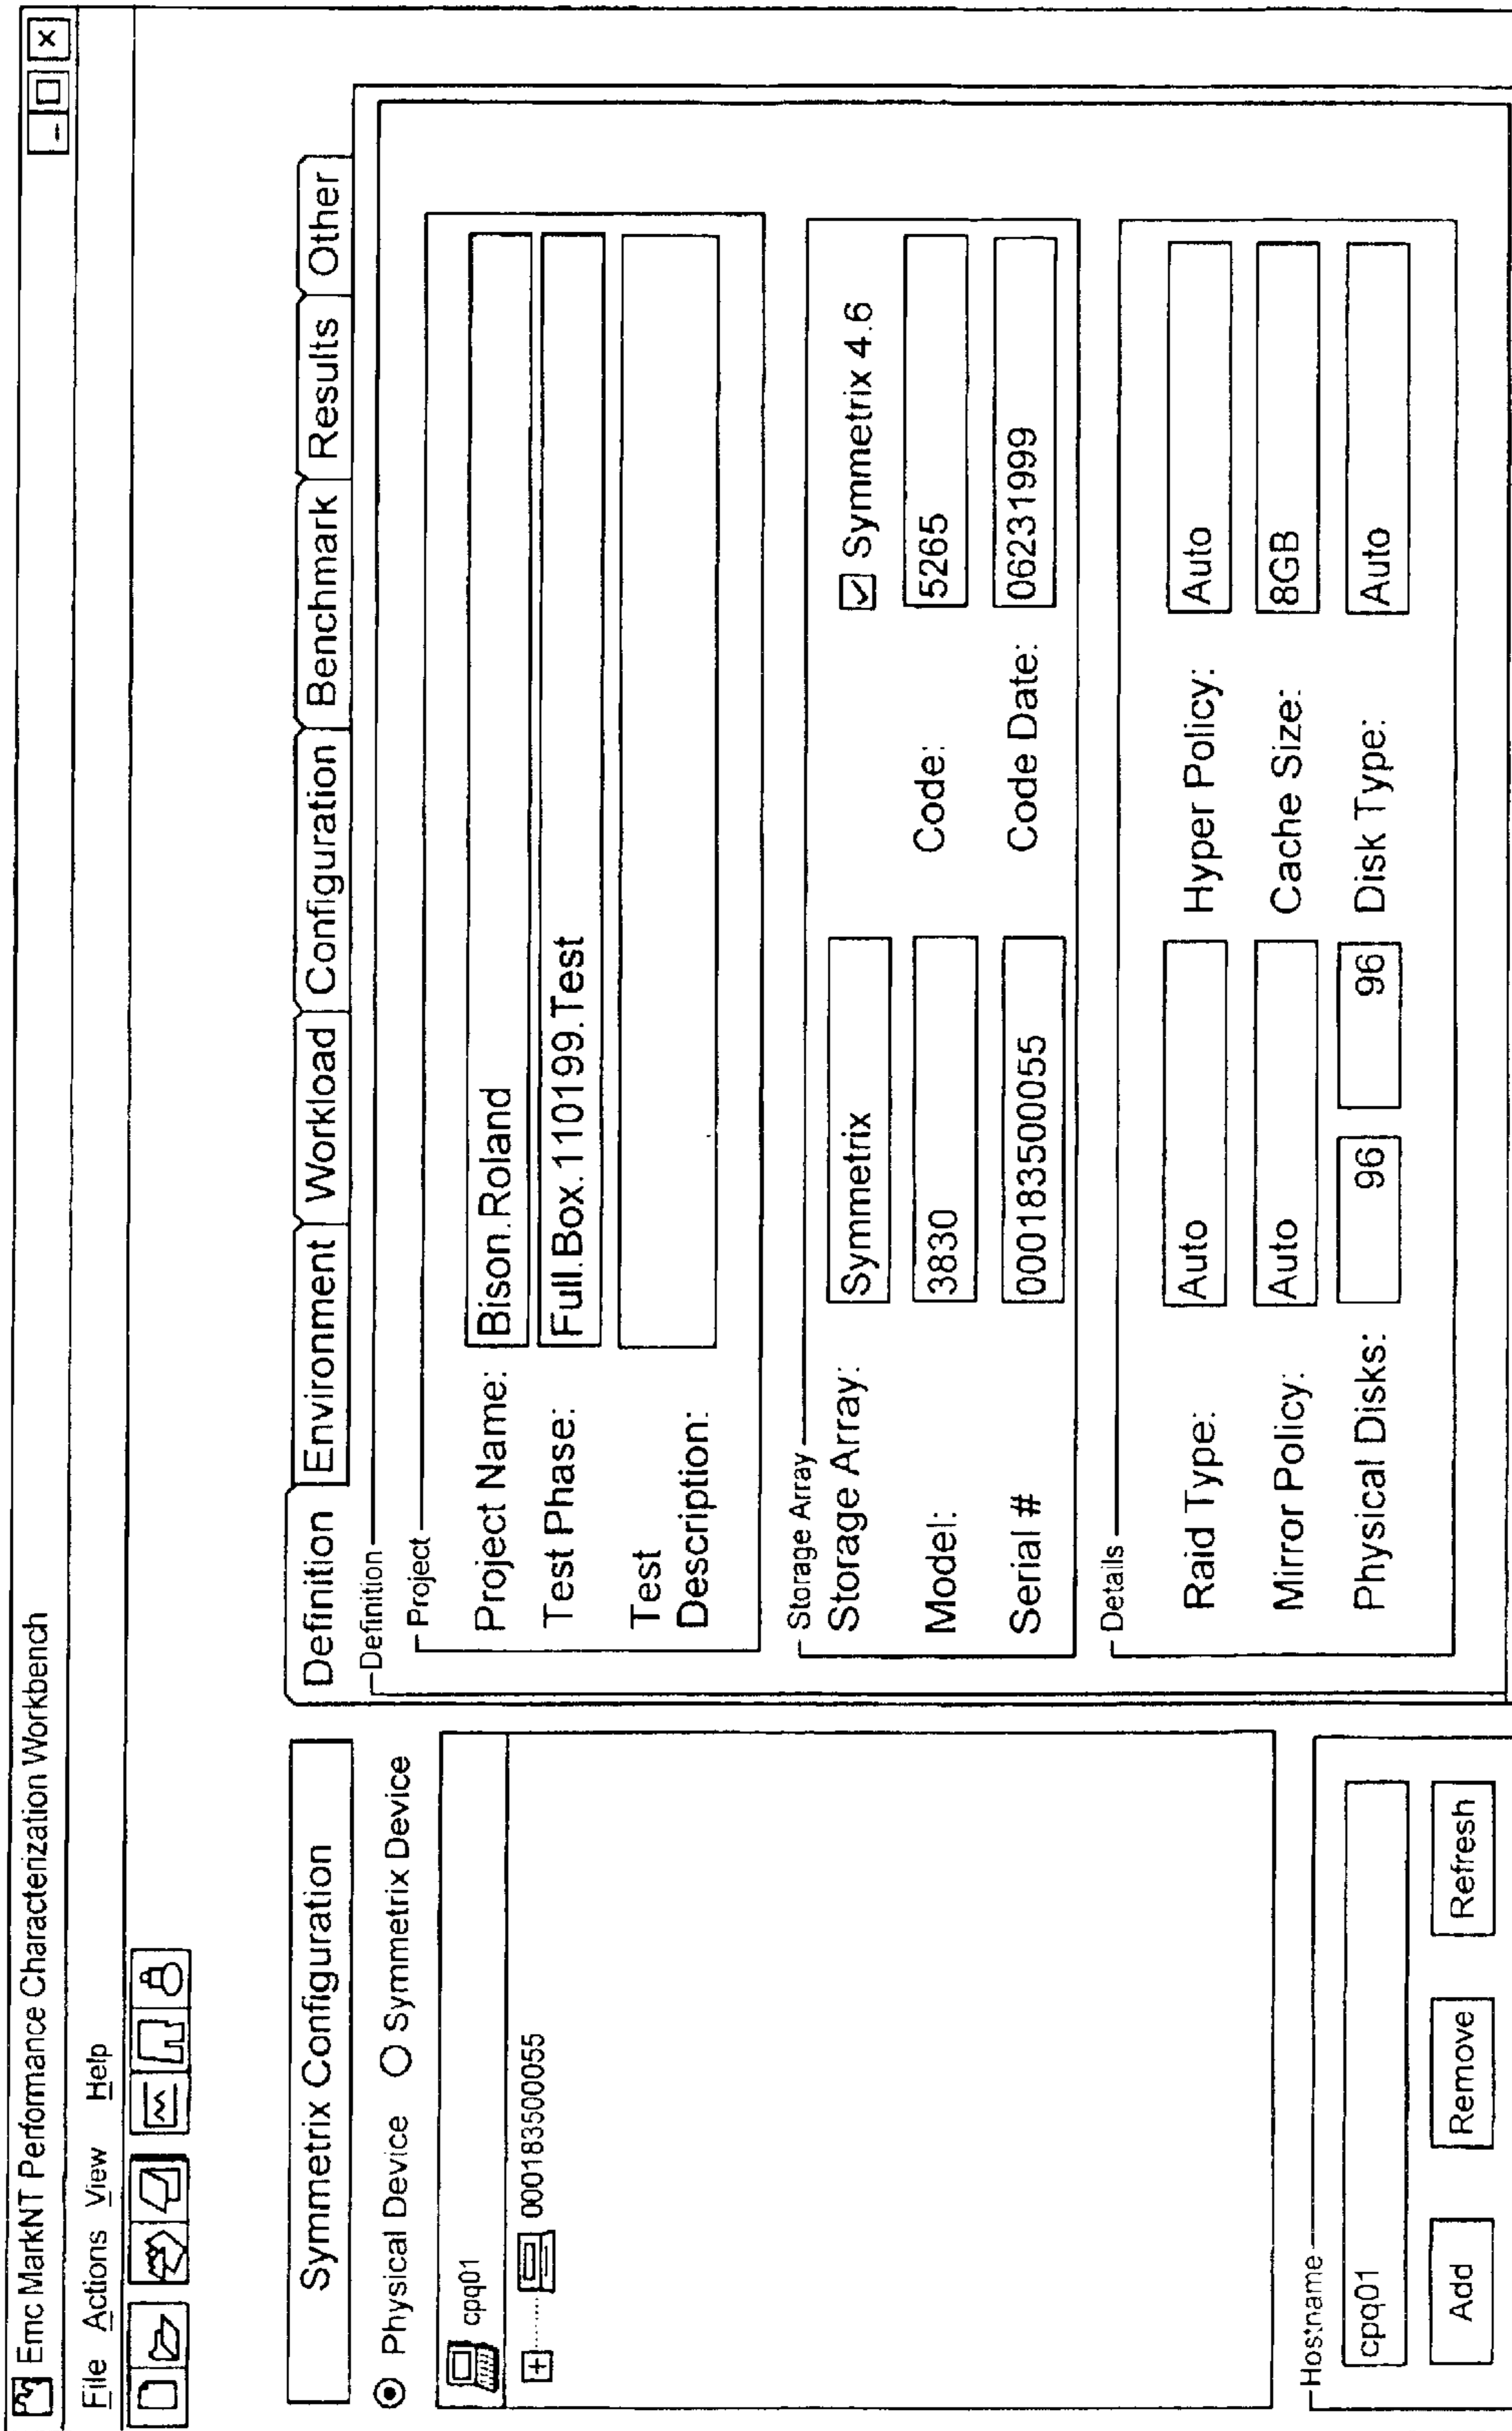 Emc MarkNT Performance Characterization Workbench
File Actions View Help
Symmetrix Configuration
Physical Device Symmetrix Device
cpq01
000183500055
Hostname
cpq01
Add Remove Refresh
Definition Environment Workload Configuration Benchmark Results Other
Definition
Project
Project Name: Bison.Roland
Test Phase: Full.Box.110199.Test
Test
Description:
Storage Array
Storage Array: Symmetrix Symmetrix 4.6
Model: 3830 Code: 5265
Serial # 000183500055 Code Date: 06231999
Details
Raid Type: Auto Hyper Policy: Auto
Mirror Policy: Auto Cache Size: 8GB
Physical Disks: 96 96 Disk Type: Auto